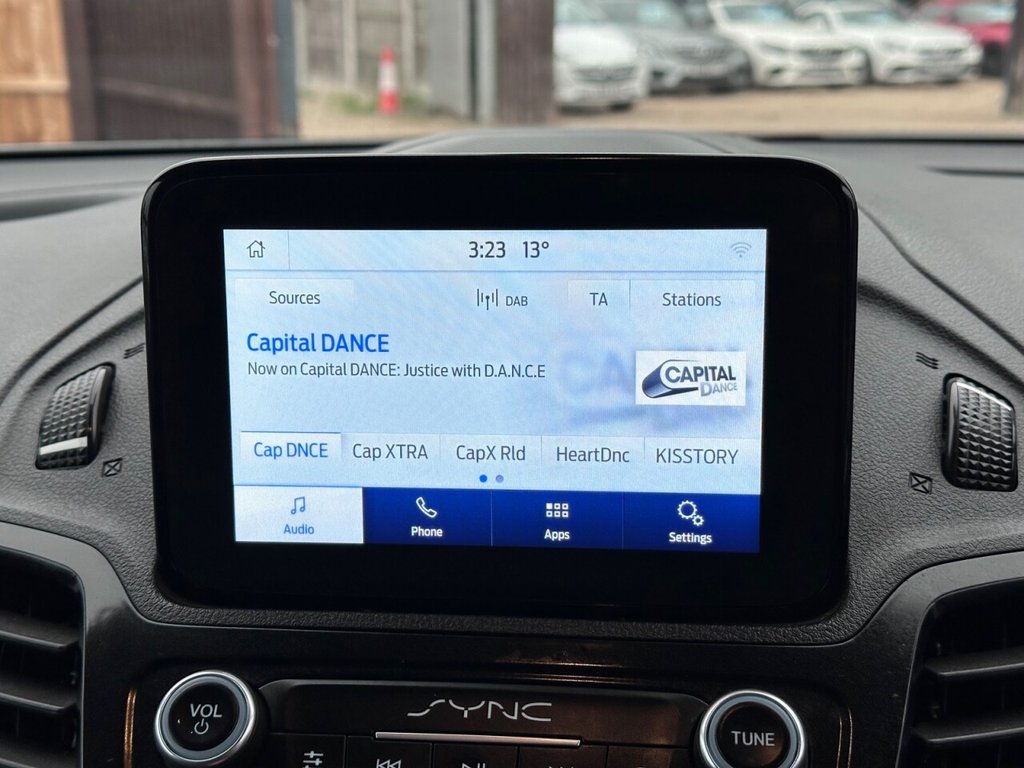 3:23 13°
Sources DAB TA Stations
Capital DANCE
Now on Capital DANCE: Justice with D.A.N.C.E
CAPITAL
DANCE
Cap DNCE Cap XTRA CapX Rld HeartDnc KISSTORY
Audio Phone Apps Settings
VOL SYNC TUNE